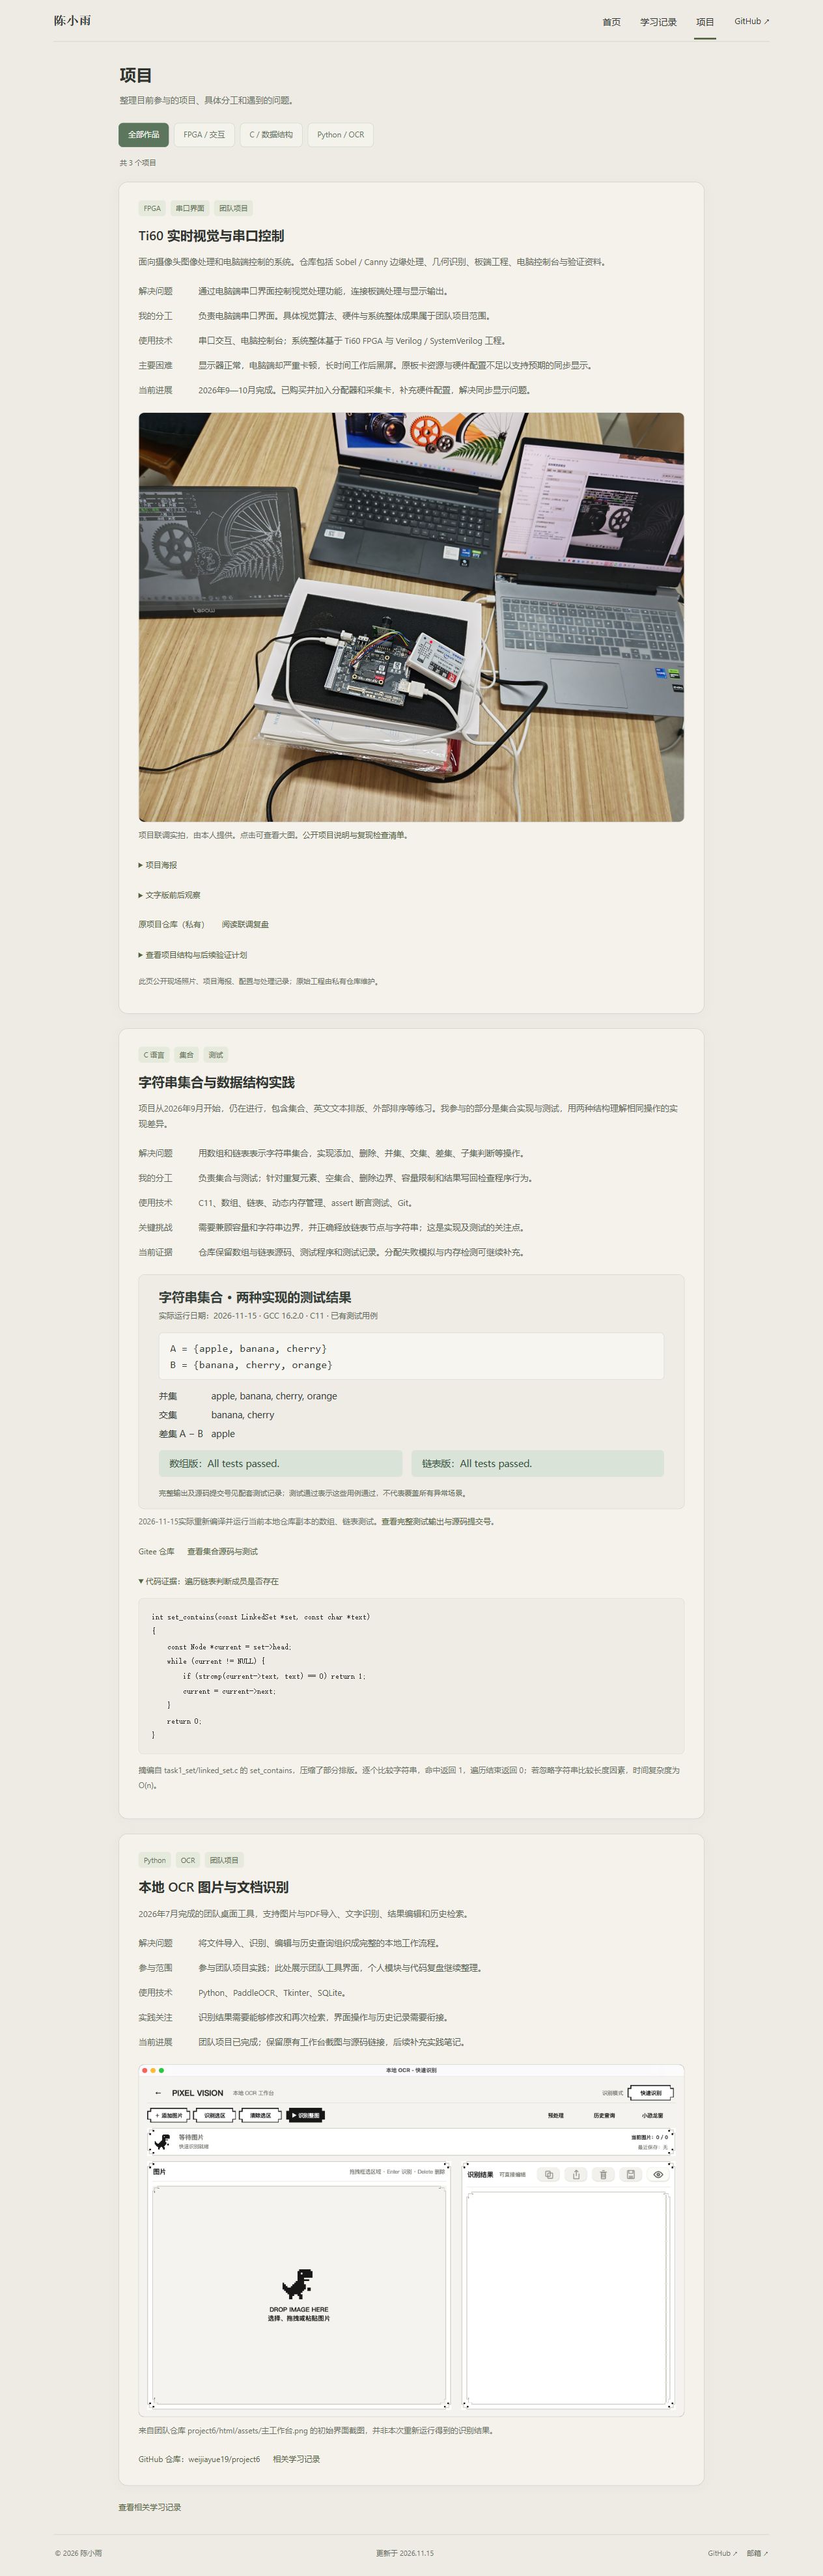 陈小雨
首页 学习记录 项目 GitHub ↗
项目
整理目前参与的项目、具体分工和遇到的问题。
全部作品 FPGA / 交互 C / 数据结构 Python / OCR
共 3 个项目
FPGA 串口界面 团队项目
Ti60 实时视觉与串口控制
面向摄像头图像处理和电脑端控制的系统。仓库包括 Sobel / Canny 边缘处理、几何识别、板端工程、电脑控制台与验证资料。
解决问题 通过电脑端串口界面控制视觉处理功能，连接板端处理与显示输出。
我的分工 负责电脑端串口界面。具体视觉算法、硬件与系统整体成果属于团队项目范围。
使用技术 串口交互、电脑控制台；系统整体基于 Ti60 FPGA 与 Verilog / SystemVerilog 工程。
主要困难 显示器正常，电脑端却严重卡顿，长时间工作后黑屏。原板卡资源与硬件配置不足以支持预期的同步显示。
当前进展 2026年9—10月完成。已购买并加入分配器和采集卡，补充硬件配置，解决同步显示问题。
项目联调实拍，由本人提供。点击可查看大图。公开项目说明与复现检查清单。
▶ 项目海报
▶ 文字版前后观察
原项目仓库（私有） 阅读联调复盘
▶ 查看项目结构与后续验证计划
此页公开现场照片、项目海报、配置与处理记录；原始工程由私有仓库维护。
C 语言 集合 测试
字符串集合与数据结构实践
项目从2026年9月开始，仍在进行，包含集合、英文文本排版、外部排序等练习。我参与的部分是集合实现与测试，用两种结构理解相同操作的实
现差异。
解决问题 用数组和链表表示字符串集合，实现添加、删除、并集、交集、差集、子集判断等操作。
我的分工 负责集合与测试；针对重复元素、空集合、删除边界、容量限制和结果写回检查程序行为。
使用技术 C11、数组、链表、动态内存管理、assert 断言测试、Git。
关键挑战 需要兼顾容量和字符串边界，并正确释放链表节点与字符串；这是实现及测试的关注点。
当前证据 仓库保留数组与链表源码、测试程序和测试记录。分配失败模拟与内存检测可继续补充。
字符串集合 · 两种实现的测试结果
实际运行日期：2026-11-15 · GCC 16.2.0 · C11 · 已有测试用例
A = {apple, banana, cherry}
B = {banana, cherry, orange}
并集 apple, banana, cherry, orange
交集 banana, cherry
差集 A − B apple
数组版：All tests passed. 链表版：All tests passed.
完整输出及源码提交号见配套测试记录；测试通过表示这些用例通过，不代表覆盖所有异常场景。
2026-11-15实际重新编译并运行当前本地仓库副本的数组、链表测试。查看完整测试输出与源码提交号。
Gitee 仓库 查看集合源码与测试
▼ 代码证据：遍历链表判断成员是否存在
int set_contains(const LinkedSet *set, const char *text)
{
const Node *current = set->head;
while (current != NULL) {
if (strcmp(current->text, text) == 0) return 1;
current = current->next;
}
return 0;
}
摘编自 task1_set/linked_set.c 的 set_contains，压缩了部分排版。逐个比较字符串，命中返回 1，遍历结束返回 0；若忽略字符串比较长度因素，时间复杂度为
O(n)。
Python OCR 团队项目
本地 OCR 图片与文档识别
2026年7月完成的团队桌面工具，支持图片与PDF导入、文字识别、结果编辑和历史检索。
解决问题 将文件导入、识别、编辑与历史查询组织成完整的本地工作流程。
参与范围 参与团队项目实践；此处展示团队工具界面，个人模块与代码复盘继续整理。
使用技术 Python、PaddleOCR、Tkinter、SQLite。
实践关注 识别结果需要能够修改和再次检索，界面操作与历史记录需要衔接。
当前进展 团队项目已完成；保留原有工作台截图与源码链接，后续补充实践笔记。
本地 OCR - 快速识别
← PIXEL VISION 本地 OCR 工作台 识别模式 快速识别
+ 添加图片 识别选区 清除选区 ▶ 识别整图 预处理 历史查询 小恐龙窗
等待图片 当前图片：0 / 0
快速识别就绪 最近保存：无
图片 拖拽框选区域 · Enter 识别 · Delete 删除 识别结果 可直接编辑
DROP IMAGE HERE
选择、拖拽或粘贴图片
来自团队仓库 project6/html/assets/主工作台.png 的初始界面截图，并非本次重新运行得到的识别结果。
GitHub 仓库：weijiayue19/project6 相关学习记录
查看相关学习记录
© 2026 陈小雨 更新于 2026.11.15 GitHub ↗ 邮箱 ↗